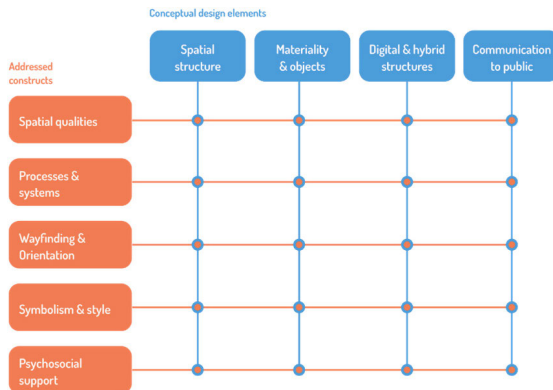 Conceptual design elements
Spatial
structure
Materiality
& objects
Digital & hybrid
structures
Communication
to public
Addressed
constructs
Spatial qualities
Processes &
systems
Wayfinding &
Orientation
Symbolism & style
Psychosocial
support